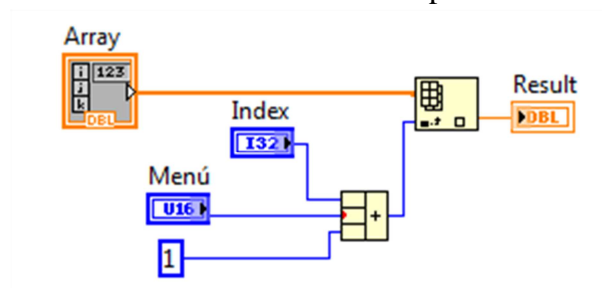 Array
i 123
j
k
DBL
Index
I32
Result
DBL
Menú
U16
+
1